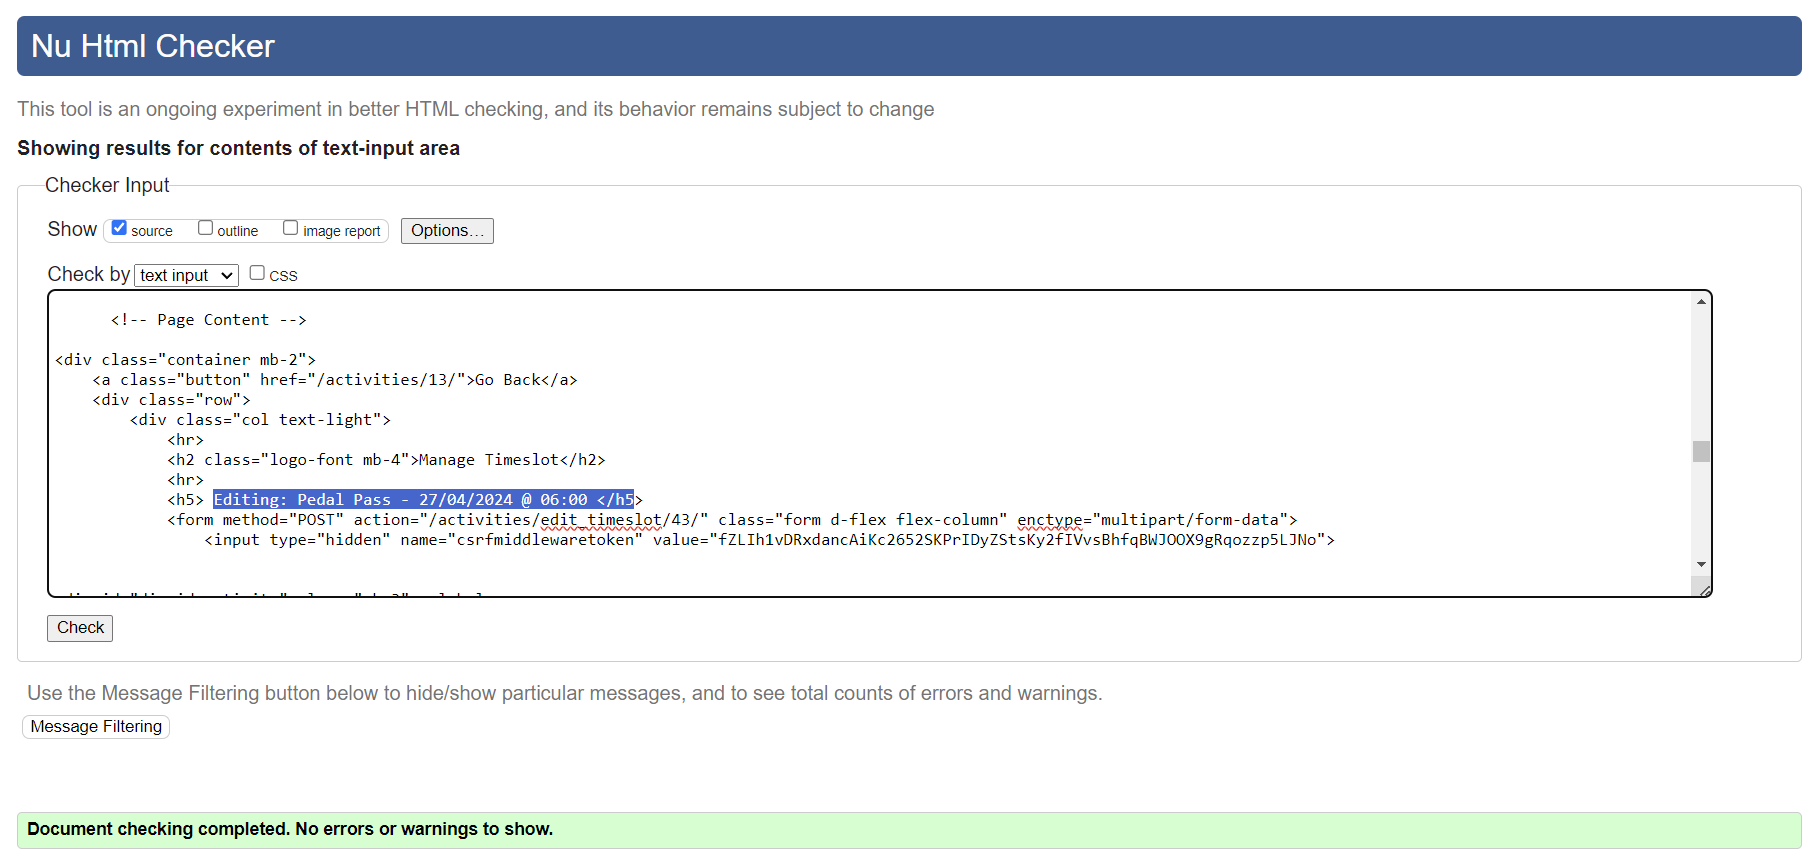 Nu Html Checker
This tool is an ongoing experiment in better HTML checking, and its behavior remains subject to change
Showing results for contents of text-input area
Checker Input
Show source outline image report Options...
Check by text input CSS
<!-- Page Content -->
<div class="container mb-2">
<a class="button" href="/activities/13/">Go Back</a>
<div class="row">
<div class="col text-light">
<hr>
<h2 class="logo-font mb-4">Manage Timeslot</h2>
<hr>
<h5> Editing: Pedal Pass - 27/04/2024 @ 06:00 </h5>
<form method="POST" action="/activities/edit_timeslot/43/" class="form d-flex flex-column" enctype="multipart/form-data">
<input type="hidden" name="csrfmiddlewaretoken" value="fZLIh1vDRxdancAiKc2652SKPrIDyZStsKy2fIVvsBhfqBWJOOX9gRqozzp5LJNo">
Check
Use the Message Filtering button below to hide/show particular messages, and to see total counts of errors and warnings.
Message Filtering
Document checking completed. No errors or warnings to show.